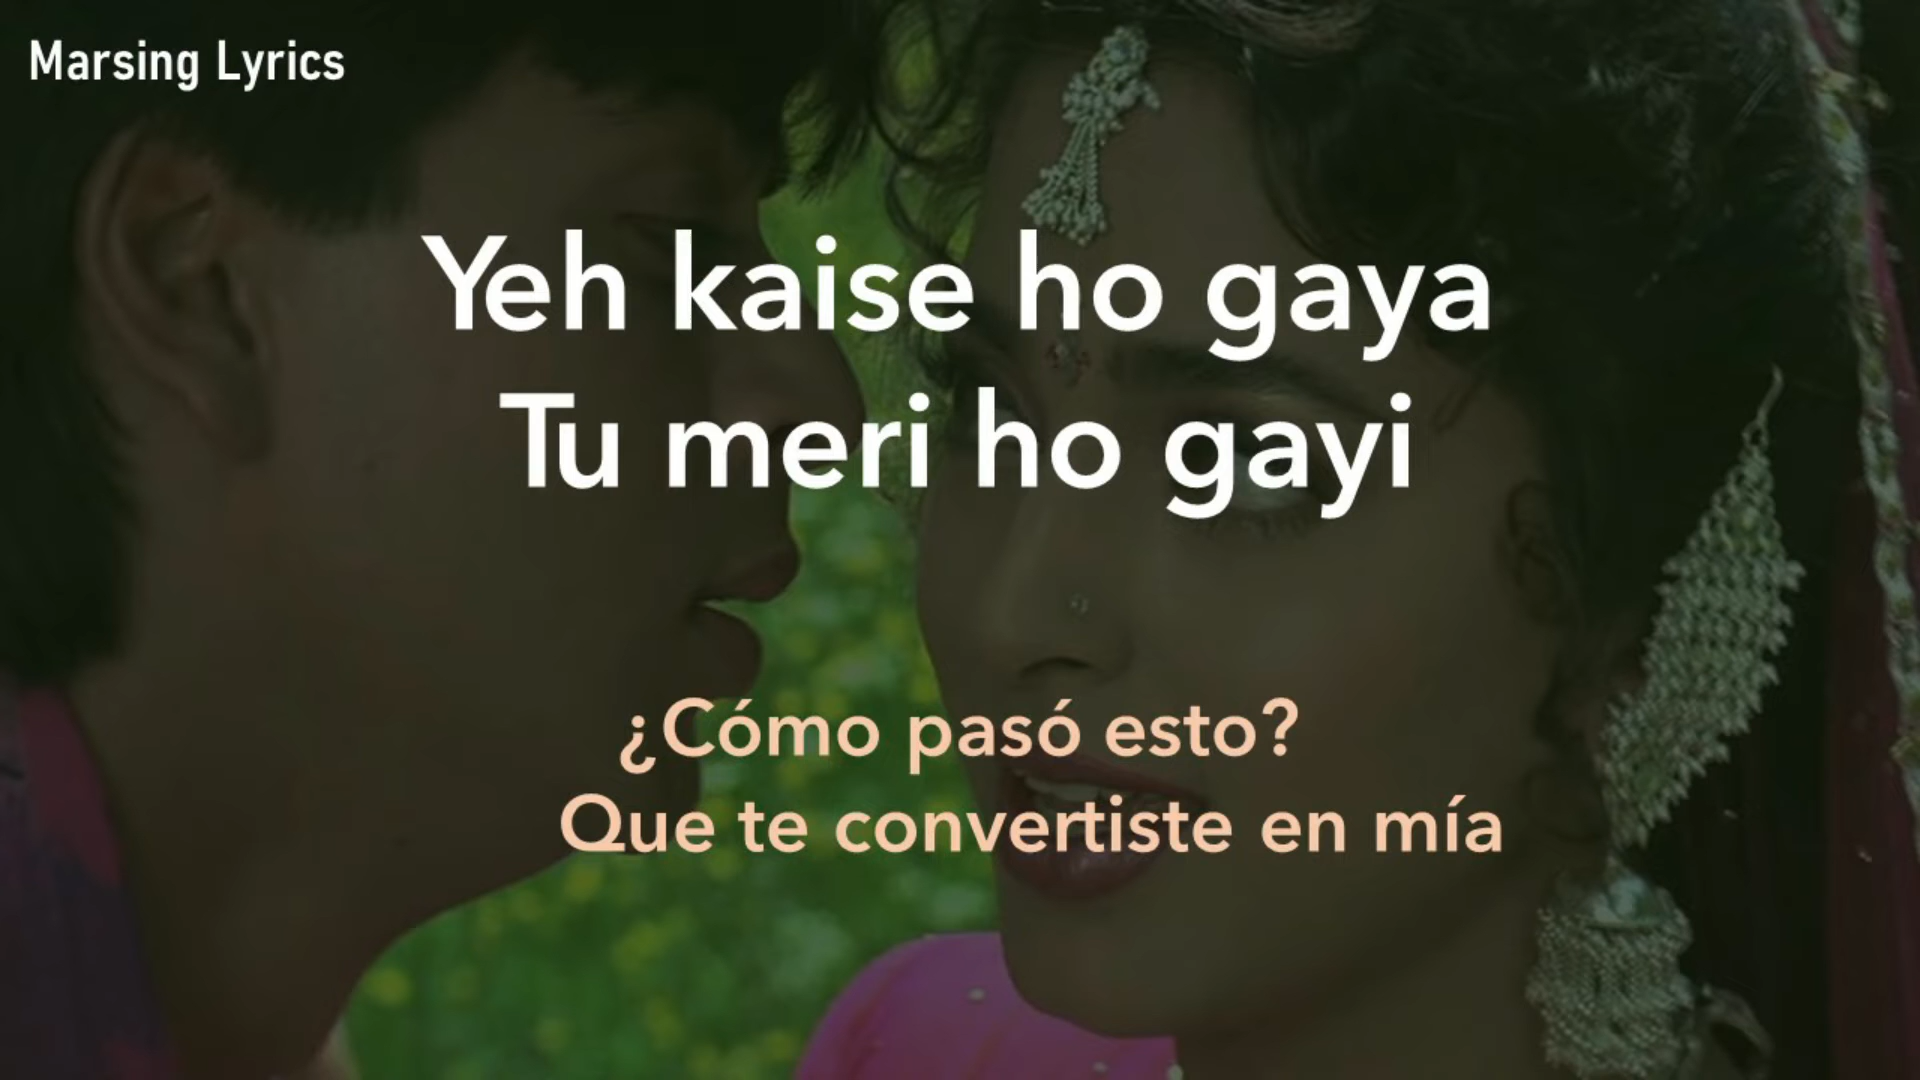 Marsing Lyrics
Yeh kaise ho gaya
Tu meri ho gayi
¿Cómo pasó esto?
Que te convertiste en mía